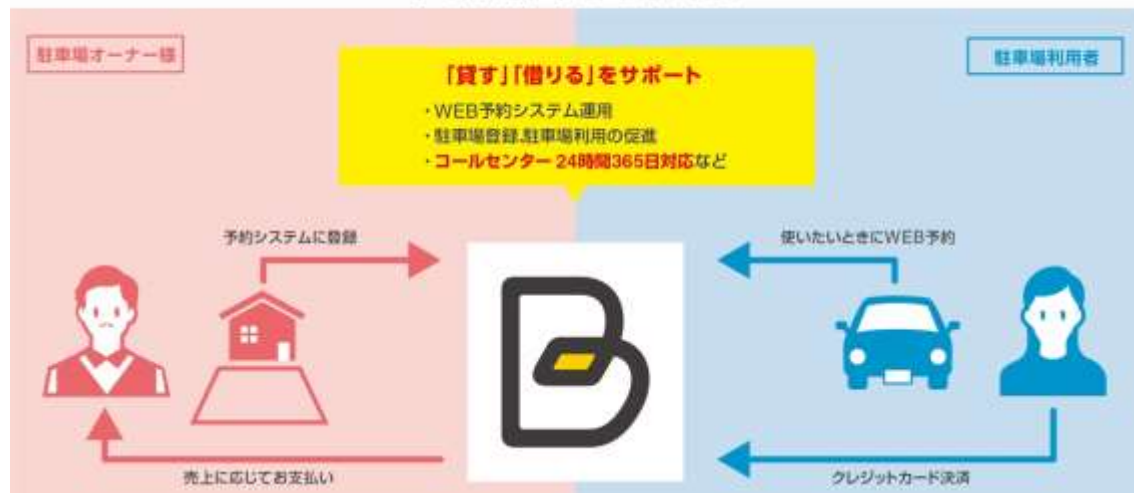 駐車場オーナー様
駐車場利用者
「貸す」「借りる」をサポート
・WEB予約システム運用
・駐車場登録、駐車場利用の促進
・コールセンター 24時間365日対応など
予約システムに登録
使いたいときにWEB予約
売上に応じてお支払い
クレジットカード決済